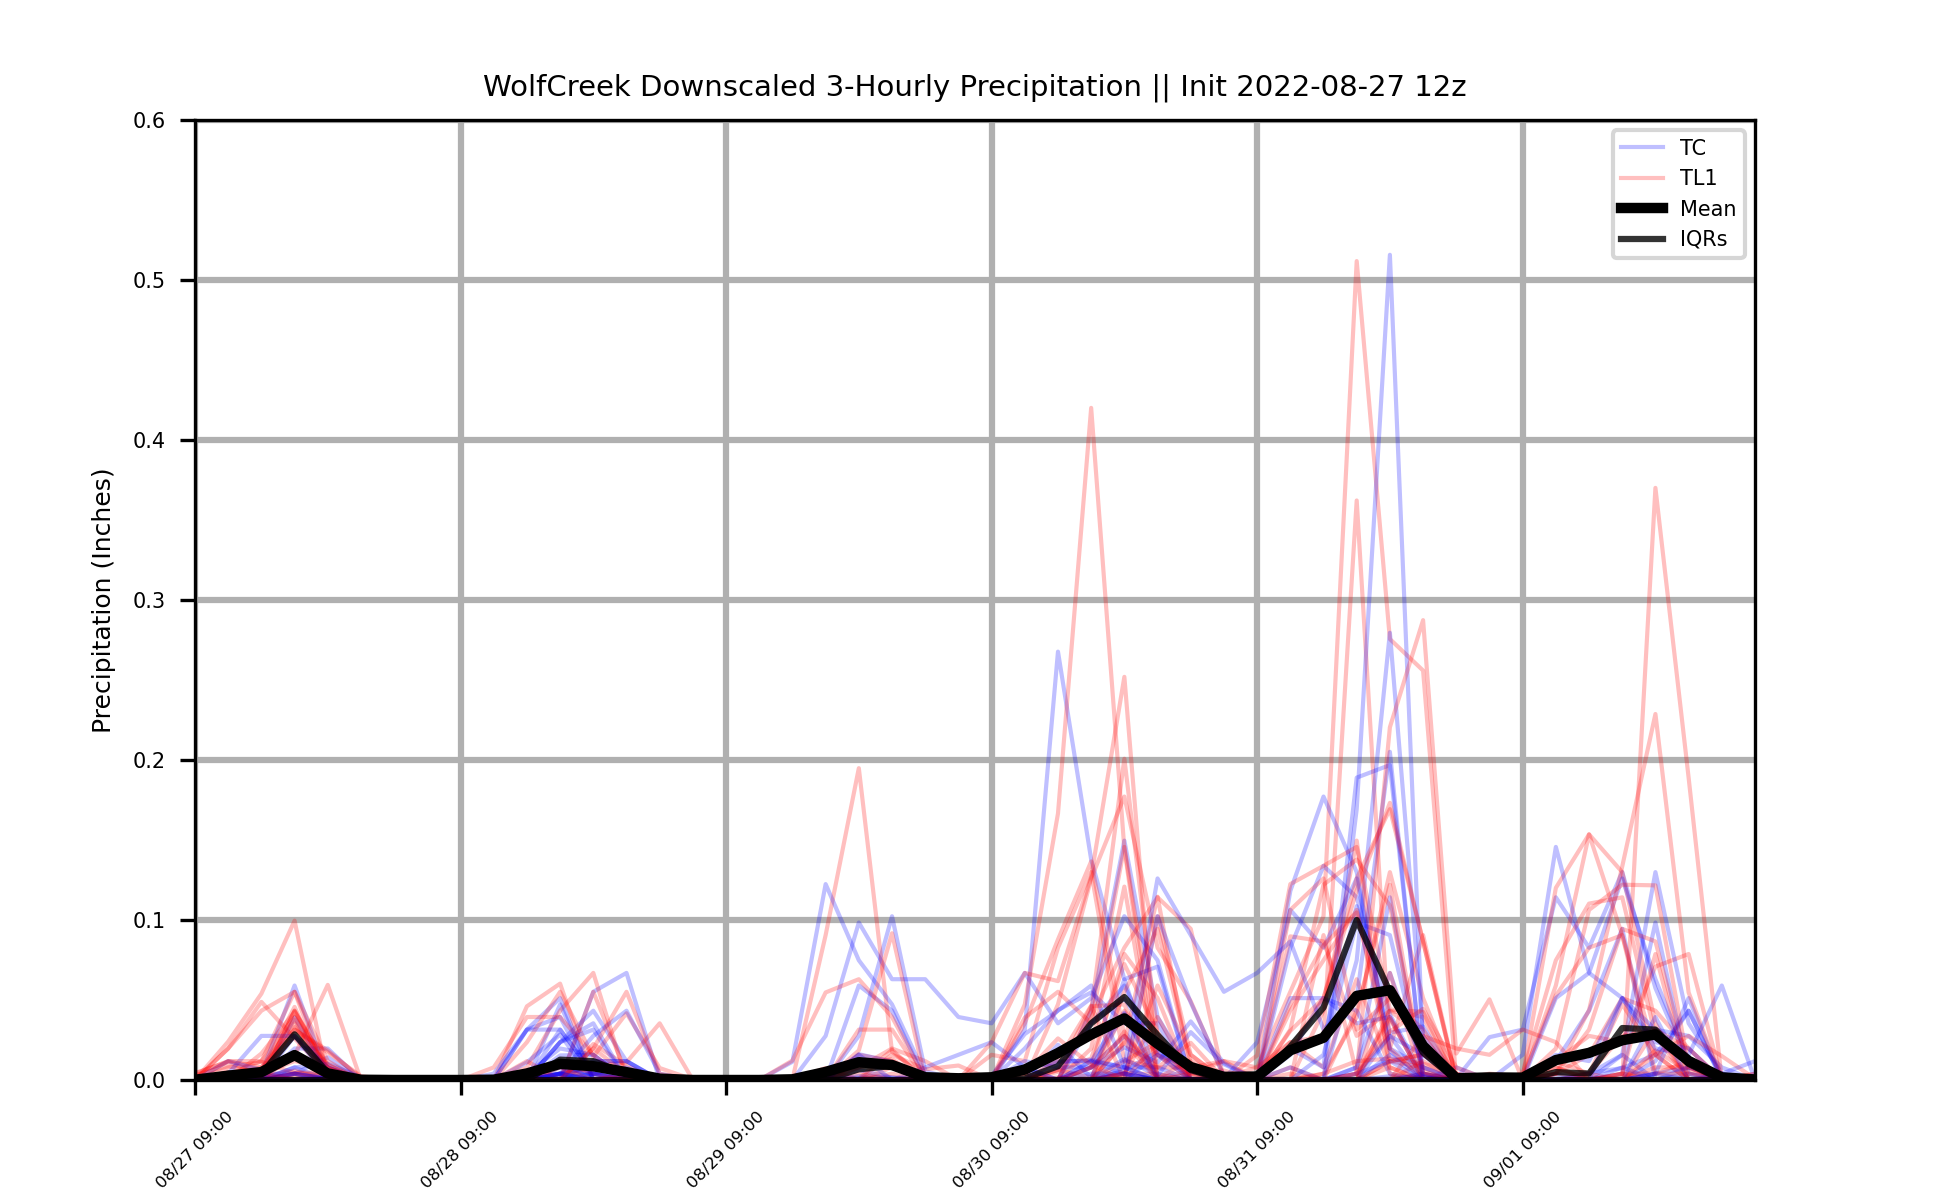 WolfCreek Downscaled 3-Hourly Precipitation || Init 2022-08-27 12z
Precipitation (Inches)
0.6
0.5
0.4
0.3
0.2
0.1
0.0
TC
TL1
Mean
IQRs
08/27 09:00
08/28 09:00
08/29 09:00
08/30 09:00
08/31 09:00
09/01 09:00